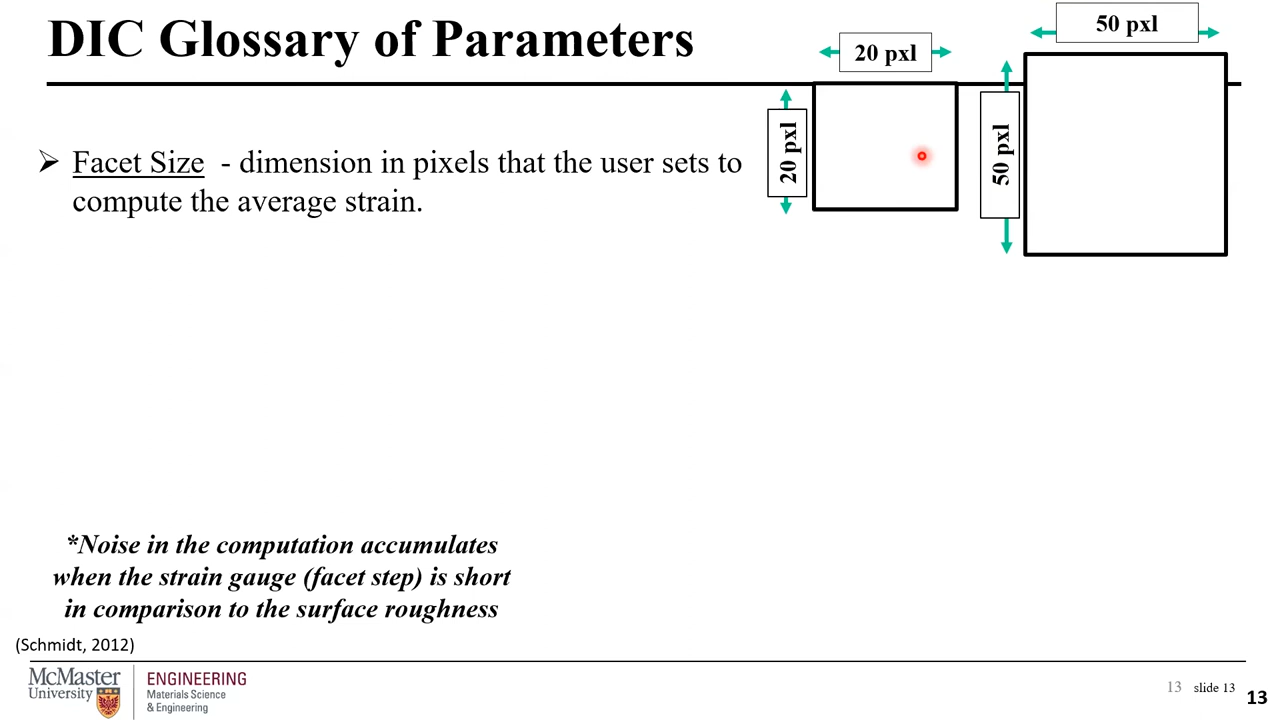 DIC Glossary of Parameters
20 pxl
50 pxl
20 pxl
50 pxl
➢ Facet Size - dimension in pixels that the user sets to
compute the average strain.
*Noise in the computation accumulates
when the strain gauge (facet step) is short
in comparison to the surface roughness
(Schmidt, 2012)
McMaster
University
ENGINEERING
Materials Science
& Engineering
13 slide 13
13